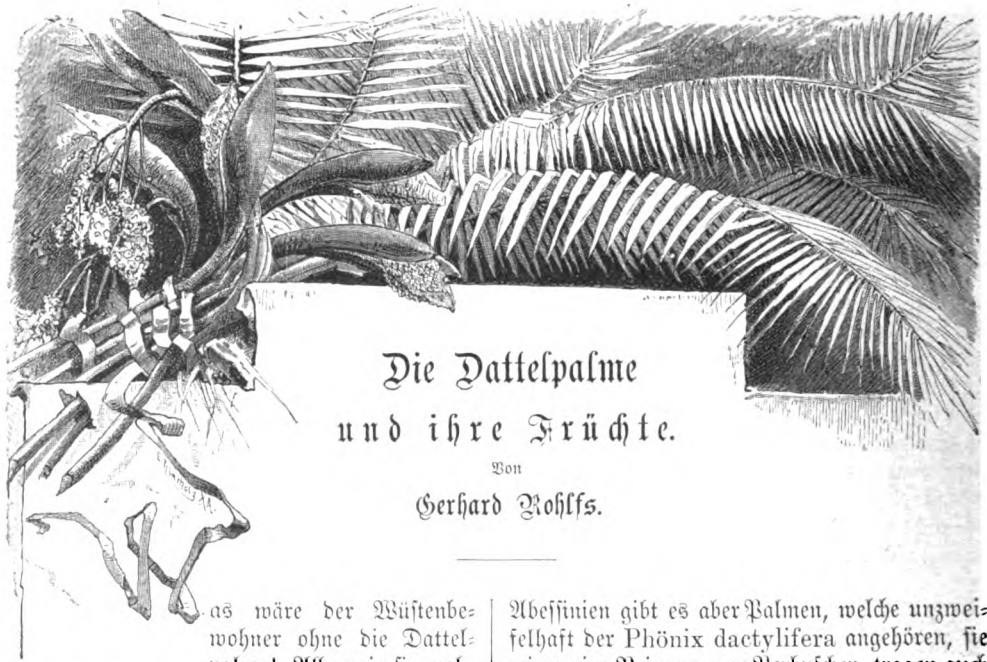 Die Dattelpalme
und ihre Früchte.
Von
Gerhard Rohlfs.
Was wäre der Wüstenbe=
wohner ohne die Dattel=
Abessinien gibt es aber Palmen, welche unzwei=
felhaft der Phönix dactylifera angehören, sie